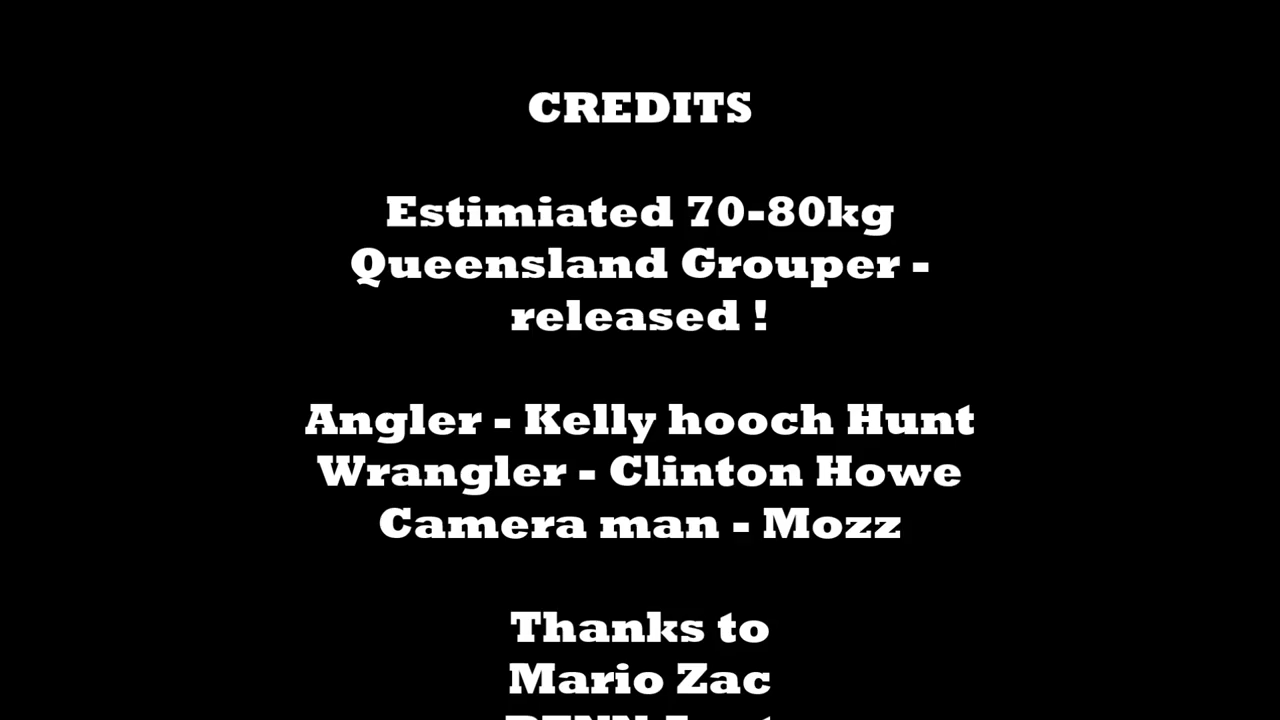 CREDITS
Estimiated 70-80kg
Queensland Grouper -
released !
Angler - Kelly hooch Hunt
Wrangler - Clinton Howe
Camera man - Mozz
Thanks to
Mario Zac